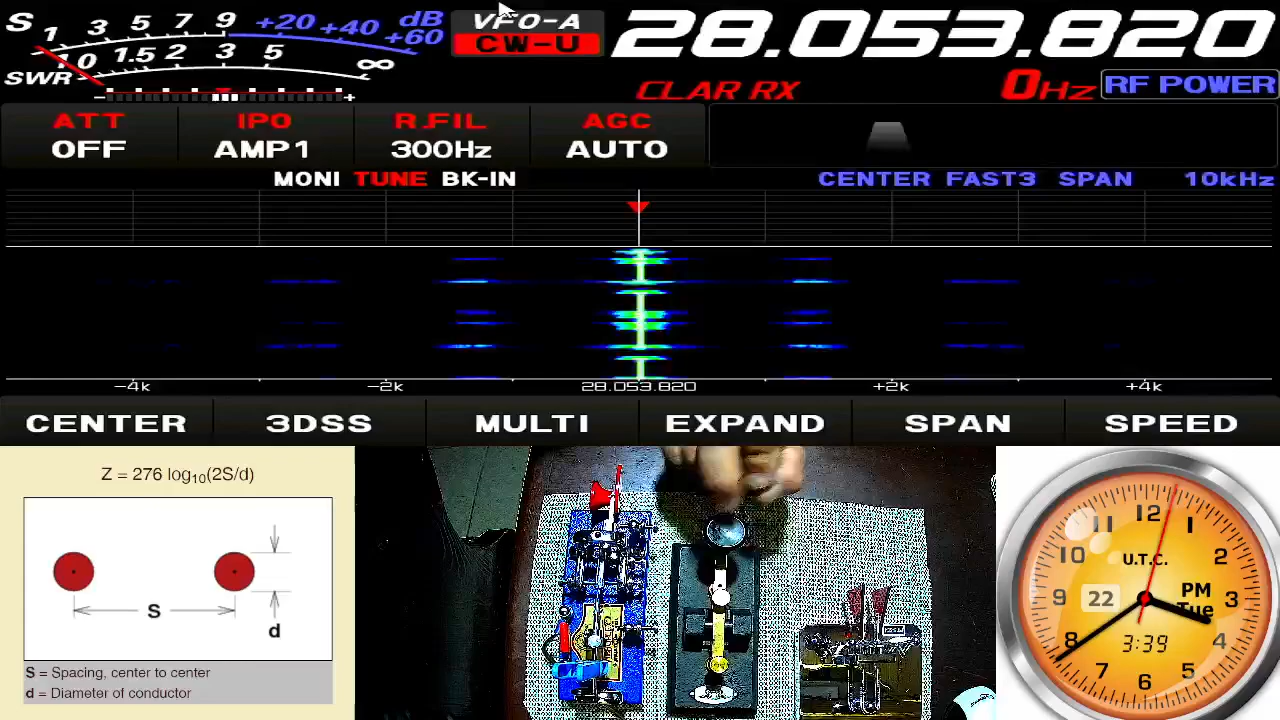 S 1 3 5 7 9 +20 +40 +60 dB
SWR 0 1.5 2 3 5 ∞
− +
VFO-A
CW-U
28.053.820
CLAR RX 0Hz RF POWER
ATT IPO R.FIL AGC
OFF AMP1 300Hz AUTO
MONI TUNE BK-IN CENTER FAST3 SPAN 10kHz
−4k −2k 28.053.820 +2k +4k
CENTER 3DSS MULTI EXPAND SPAN SPEED
Z = 276 log₁₀(2S/d)
S
d
S = Spacing, center to center
d = Diameter of conductor
12 1 2 3 4 5 6 7 8 9 10 11
U.T.C.
22
PM
Tue
3:39